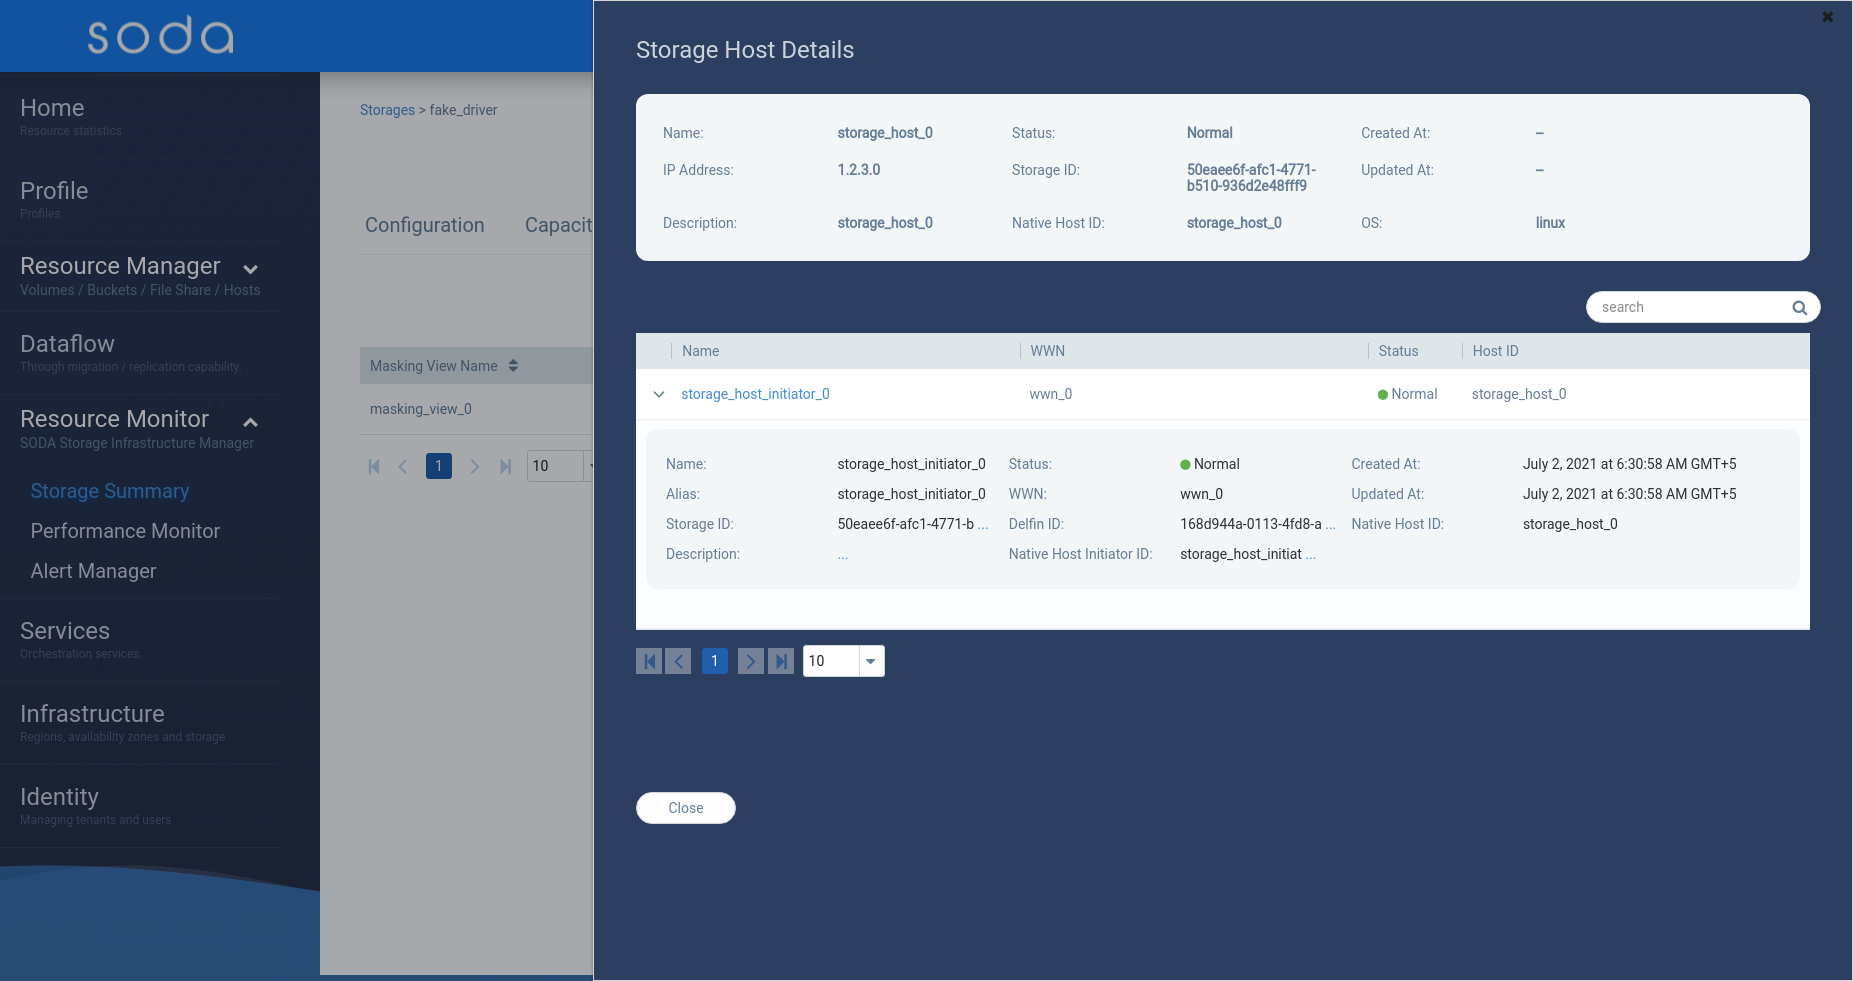 soda
Home
Resource statistics
Profile
Profiles
Resource Manager
Volumes / Buckets / File Share / Hosts
Dataflow
Through migration / replication capability.
Resource Monitor
SODA Storage Infrastructure Manager
Storage Summary
Performance Monitor
Alert Manager
Services
Orchestration services.
Infrastructure
Regions, availability zones and storage
Identity
Managing tenants and users
Storages > fake_driver
Configuration Capacit
Masking View Name
masking_view_0
1 10
Storage Host Details
Name: storage_host_0 Status: Normal Created At: --
IP Address: 1.2.3.0 Storage ID: 50eaee6f-afc1-4771-
b510-936d2e48fff9 Updated At: --
Description: storage_host_0 Native Host ID: storage_host_0 OS: linux
search
Name WWN Status Host ID
storage_host_initiator_0 wwn_0 Normal storage_host_0
Name: storage_host_initiator_0 Status: Normal Created At: July 2, 2021 at 6:30:58 AM GMT+5
Alias: storage_host_initiator_0 WWN: wwn_0 Updated At: July 2, 2021 at 6:30:58 AM GMT+5
Storage ID: 50eaee6f-afc1-4771-b ... Delfin ID: 168d944a-0113-4fd8-a ... Native Host ID: storage_host_0
Description: ... Native Host Initiator ID: storage_host_initiat ...
1 10
Close